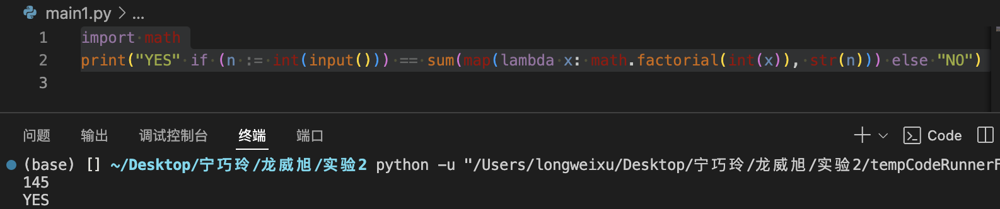 main1.py > ...
1 import math
2 print("YES" if (n := int(input())) == sum(map(lambda x: math.factorial(int(x)), str(n))) else "NO")
3
问题 输出 调试控制台 终端 端口 Code
(base) [] ~/Desktop/宁巧玲/龙威旭/实验2 python -u "/Users/longweixu/Desktop/宁巧玲/龙威旭/实验2/tempCodeRunnerF
145
YES